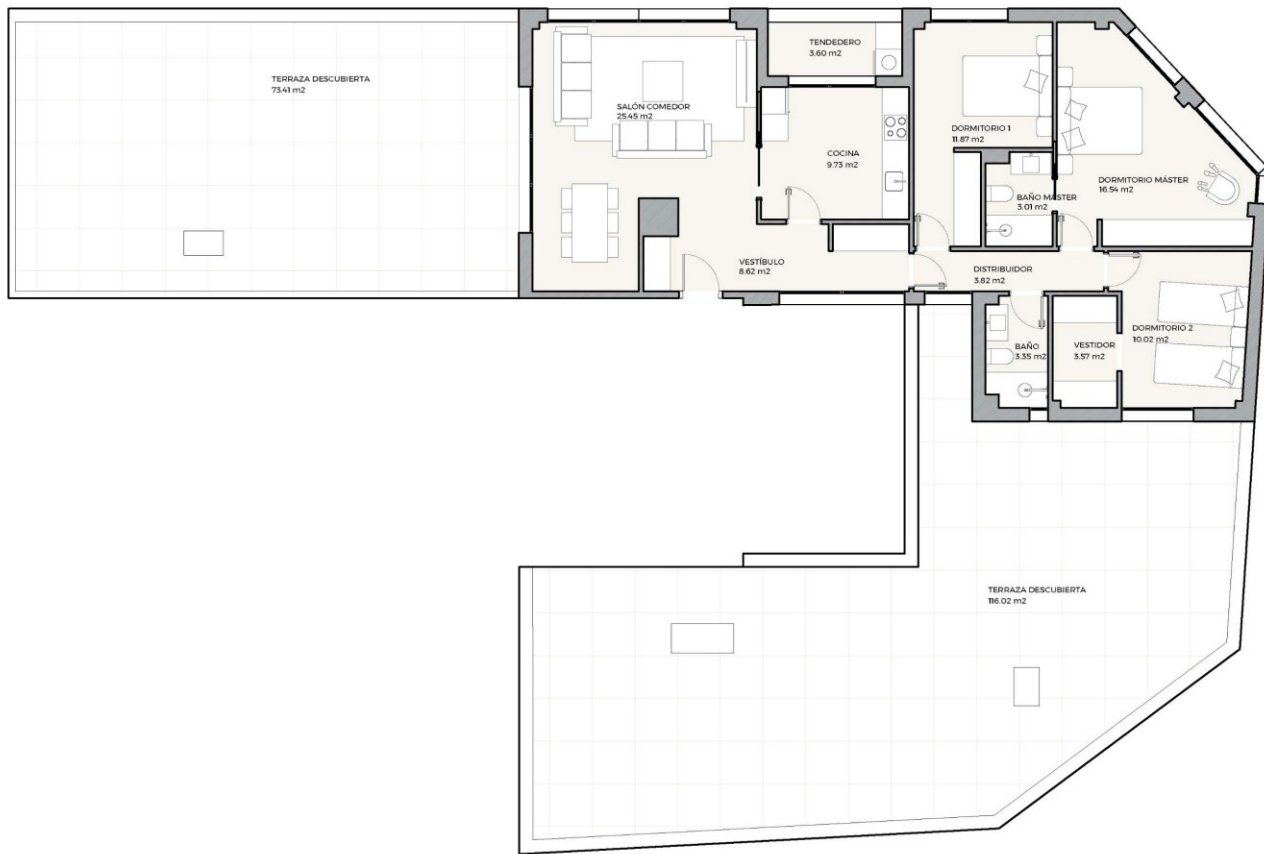 TERRAZA DESCUBIERTA
73.41 m2
SALÓN COMEDOR
25.45 m2
TENDEDERO
3.60 m2
COCINA
9.73 m2
DORMITORIO 1
11.87 m2
BAÑO MÁSTER
3.01 m2
DORMITORIO MÁSTER
16.54 m2
VESTÍBULO
8.62 m2
DISTRIBUIDOR
3.82 m2
BAÑO
3.35 m2
VESTIDOR
3.57 m2
DORMITORIO 2
10.02 m2
TERRAZA DESCUBIERTA
116.02 m2